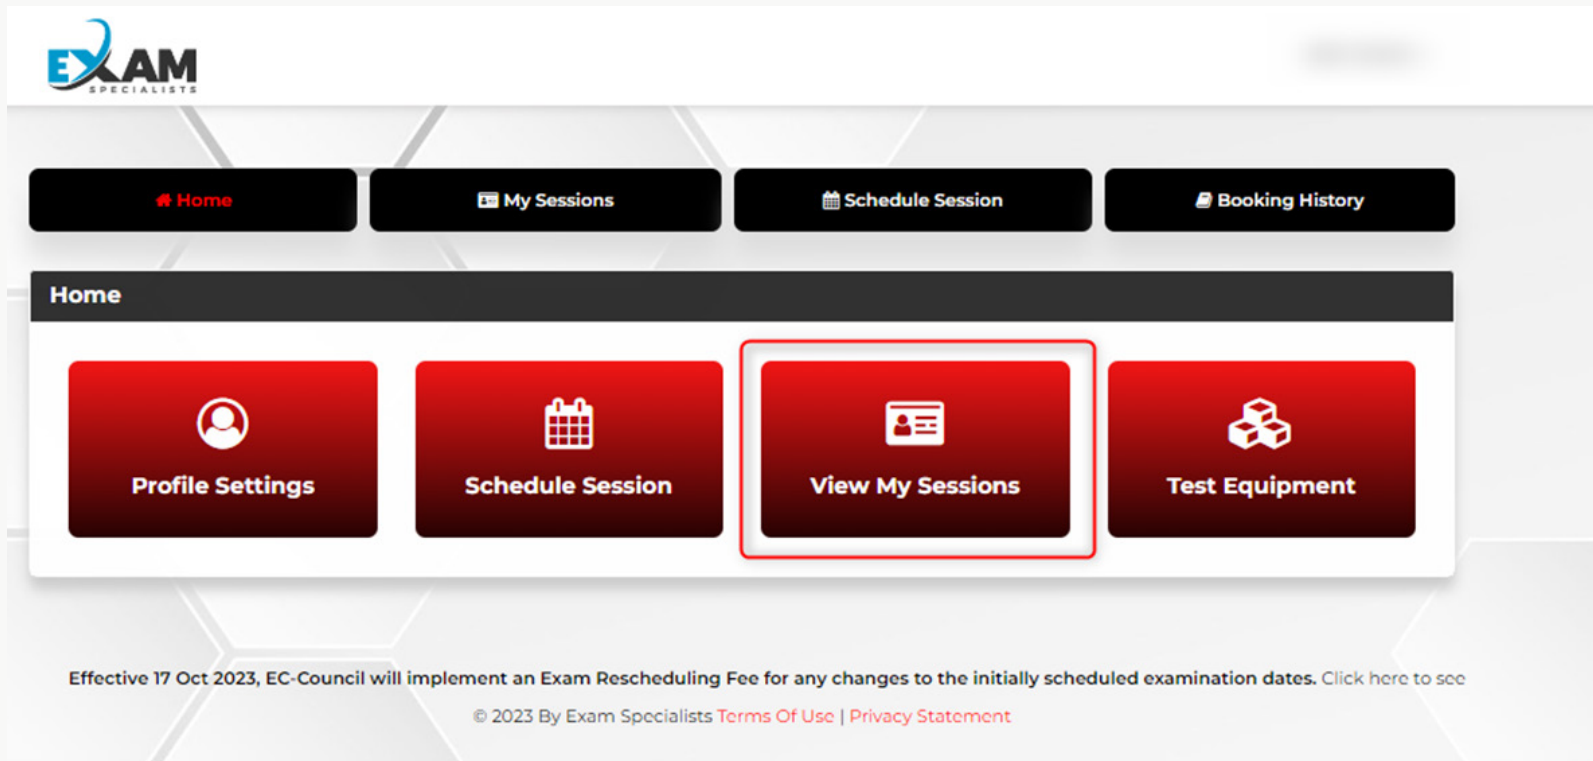 EXAM
SPECIALISTS
Home
My Sessions
Schedule Session
Booking History
Home
Profile Settings
Schedule Session
View My Sessions
Test Equipment
Effective 17 Oct 2023, EC-Council will implement an Exam Rescheduling Fee for any changes to the initially scheduled examination dates. Click here to see
© 2023 By Exam Specialists Terms Of Use | Privacy Statement